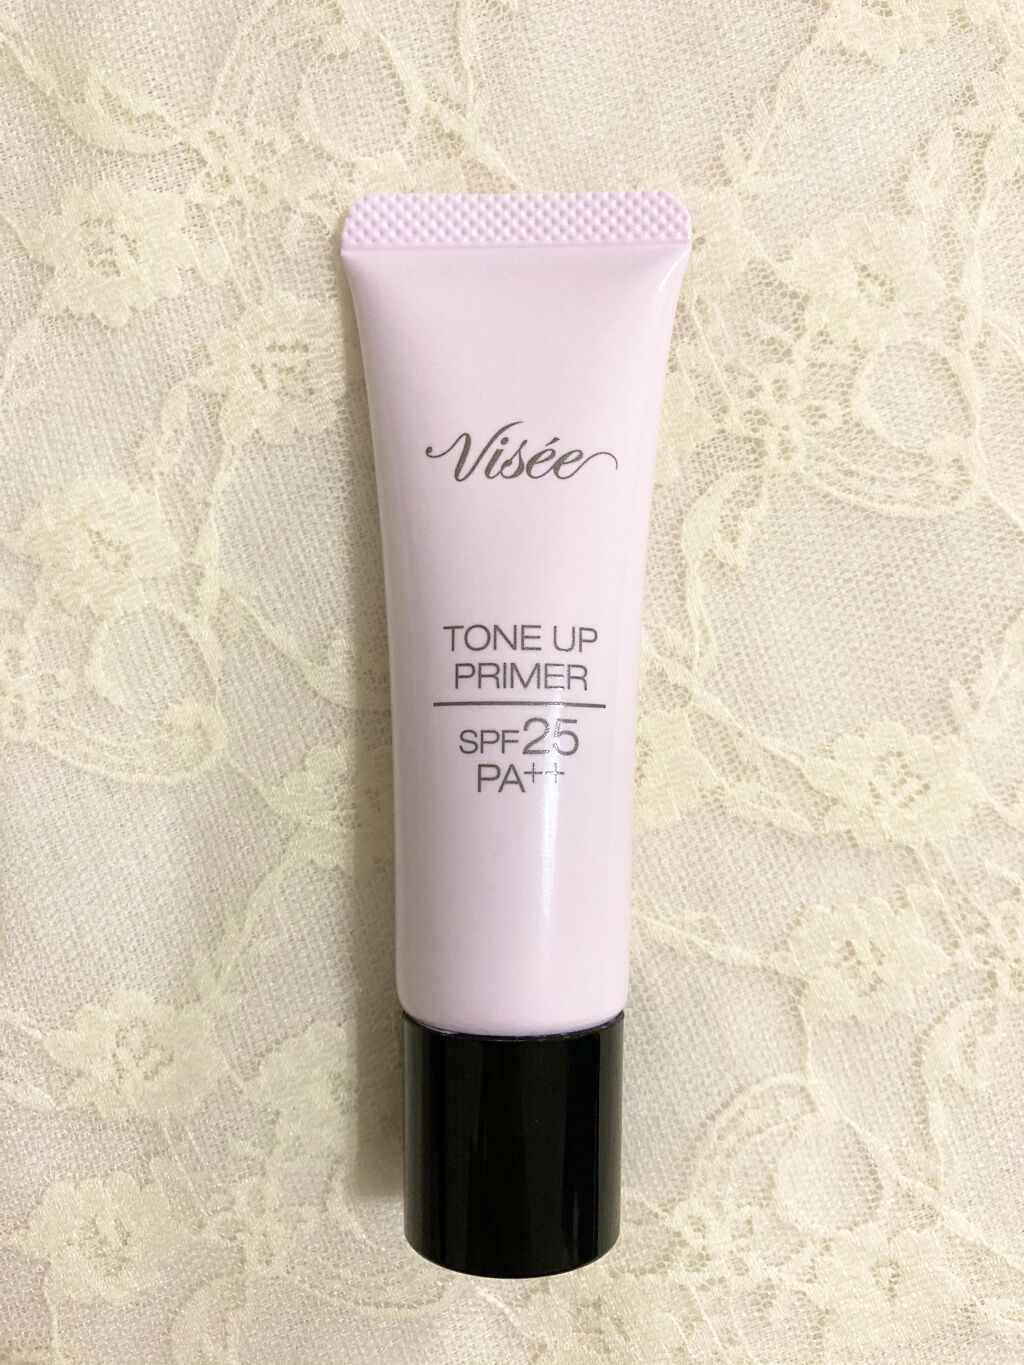 Visée
TONE UP
PRIMER
SPF25
PA++